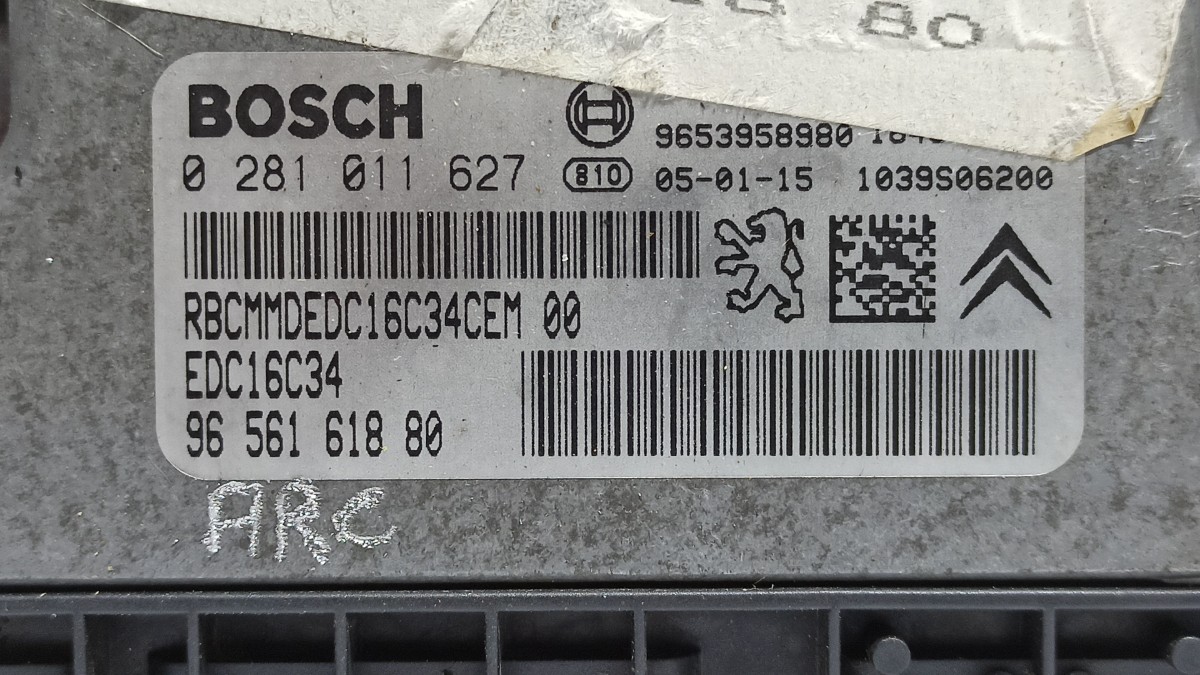 80
BOSCH
9653958980
0 281 011 627
810
05-01-15
1039S06200
RBCMMDEDC16C34CEM 00
EDC16C34
96 561 618 80
ARC